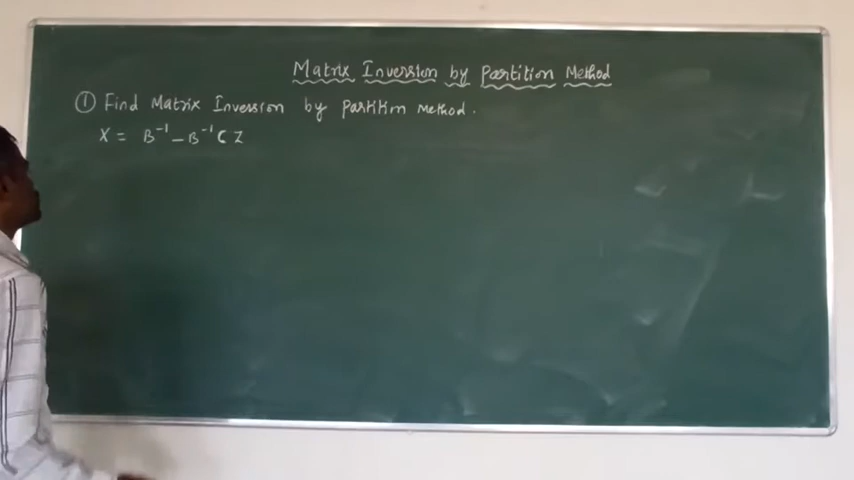 Matrix Inversion by Partition Method
① Find Matrix Inversion by Partition Method.
X = B⁻¹ - B⁻¹ C Z